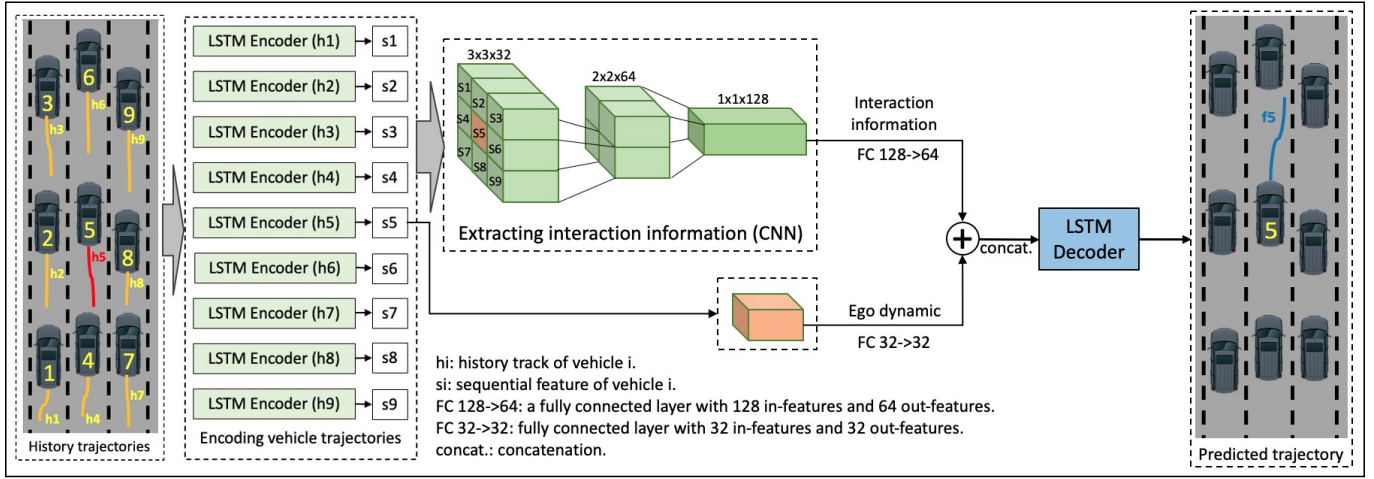 6
3
9
h6
h3
h9
5
2
8
h5
h2
h8
4
1
7
h7
h1
h4
History trajectories
LSTM Encoder (h1)
s1
LSTM Encoder (h2)
s2
LSTM Encoder (h3)
s3
LSTM Encoder (h4)
s4
LSTM Encoder (h5)
s5
LSTM Encoder (h6)
s6
LSTM Encoder (h7)
s7
LSTM Encoder (h8)
s8
LSTM Encoder (h9)
s9
Encoding vehicle trajectories
3x3x32
S1
S2
S3
S4
S5
S6
S7
S8
S9
2x2x64
1x1x128
Extracting interaction information (CNN)
Interaction
information
FC 128->64
Ego dynamic
FC 32->32
+
concat.
LSTM
Decoder
hi: history track of vehicle i.
si: sequential feature of vehicle i.
FC 128->64: a fully connected layer with 128 in-features and 64 out-features.
FC 32->32: fully connected layer with 32 in-features and 32 out-features.
concat.: concatenation.
f5
5
Predicted trajectory